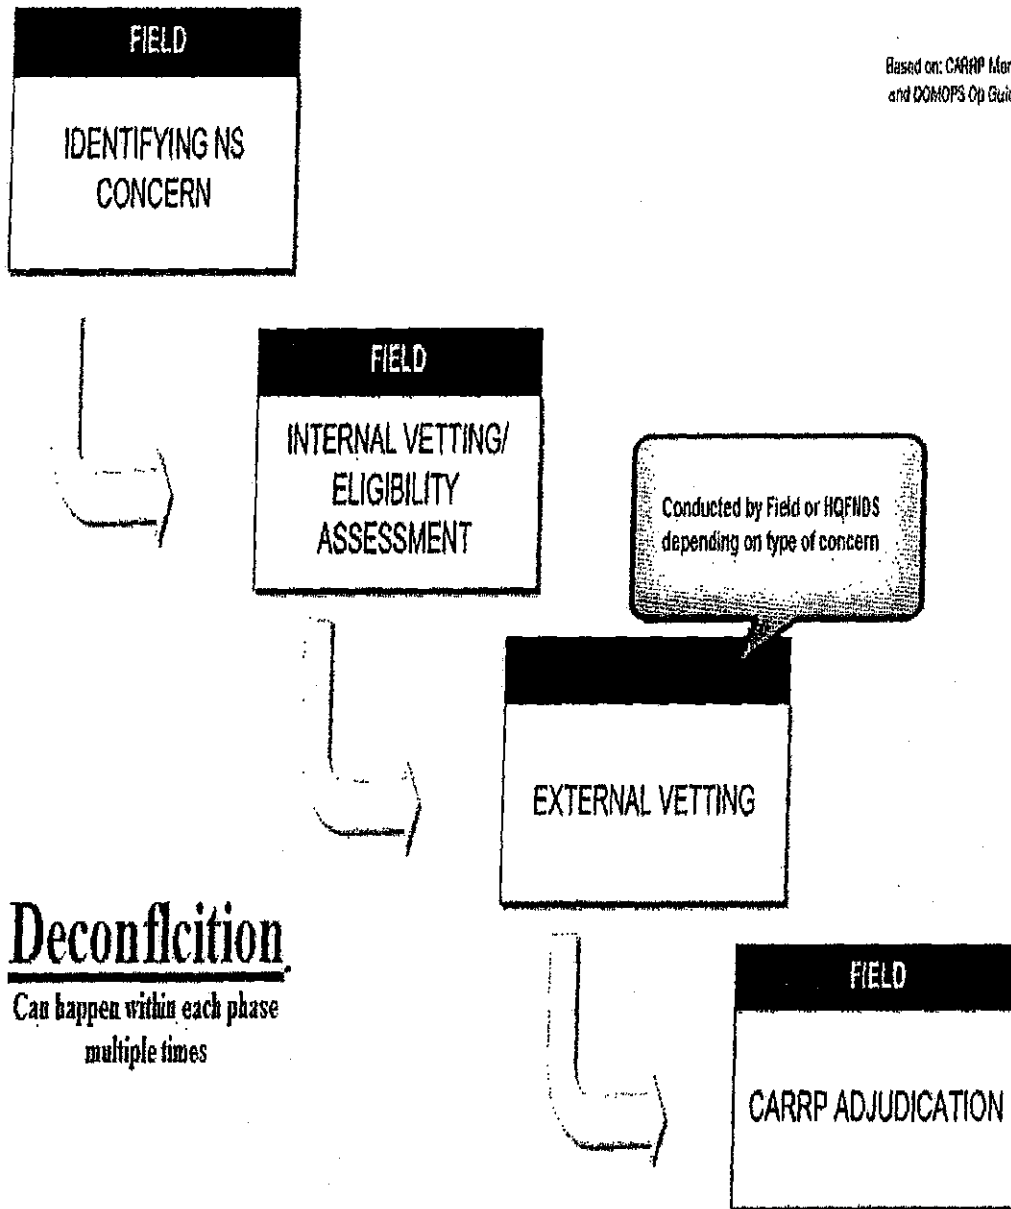 FIELD
IDENTIFYING NS
CONCERN
Based on: CARRP
and DOMOPS Op
FIELD
INTERNAL VETTING/
ELIGIBILITY
ASSESSMENT
Conducted by Field or HQFNDS
depending on type of concern
EXTERNAL VETTING
Deconflcition
Can happen within each phase
multiple times
FIELD
CARRP ADJUDICATION